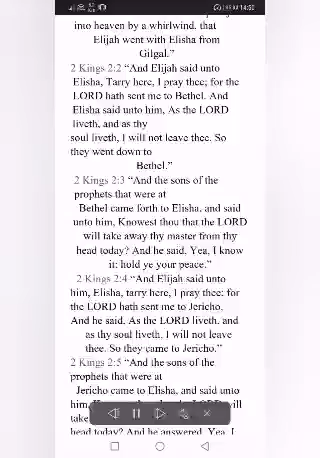 14:50
into heaven by a whirlwind, that
Elijah went with Elisha from
Gilgal.”
2 Kings 2:2 “And Elijah said unto
Elisha, Tarry here, I pray thee; for the
LORD hath sent me to Bethel. And
Elisha said unto him, As the LORD
liveth, and as thy
soul liveth, I will not leave thee. So
they went down to
Bethel.”
2 Kings 2:3 “And the sons of the
prophets that were at
Bethel came forth to Elisha, and said
unto him, Knowest thou that the LORD
will take away thy master from thy
head today? And he said, Yea, I know
it; hold ye your peace.”
2 Kings 2:4 “And Elijah said unto
him, Elisha, tarry here, I pray thee; for
the LORD hath sent me to Jericho.
And he said, As the LORD liveth, and
as thy soul liveth, I will not leave
thee. So they came to Jericho.”
2 Kings 2:5 “And the sons of the
prophets that were at
Jericho came to Elisha, and said unto
him, will
take
head today? And he answered, Yea, I